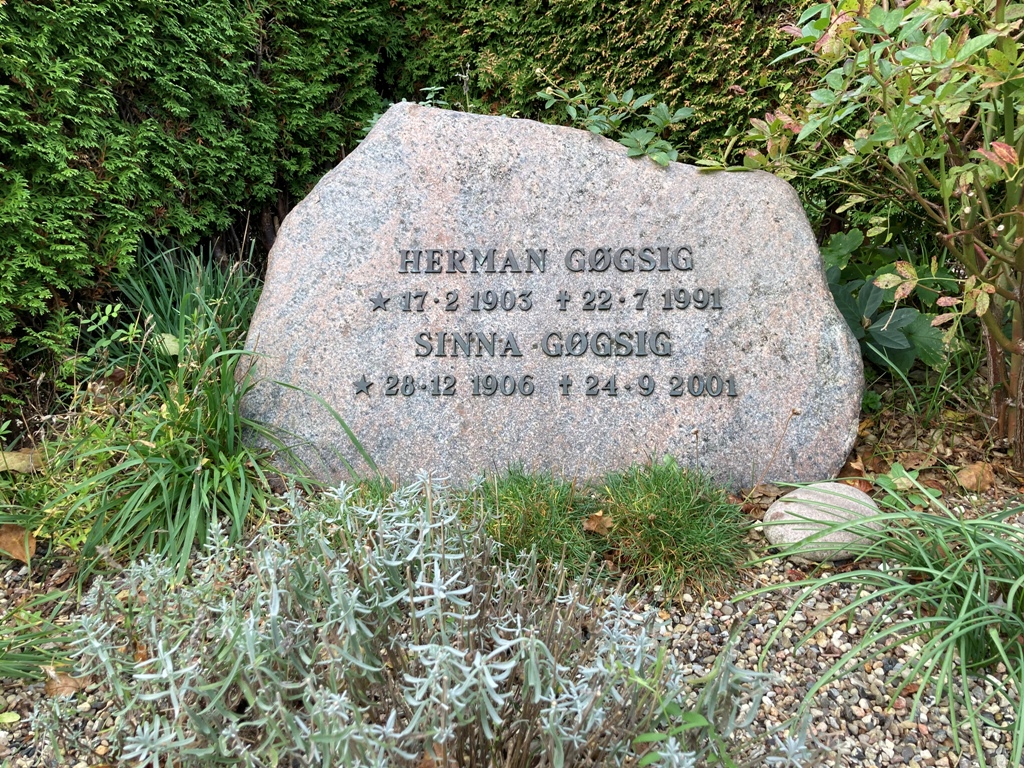 HERMAN GØGSIG
★ 17·2 1903 ✝ 22·7 1991
SINNA GØGSIG
★ 28·12 1906 ✝ 24·9 2001